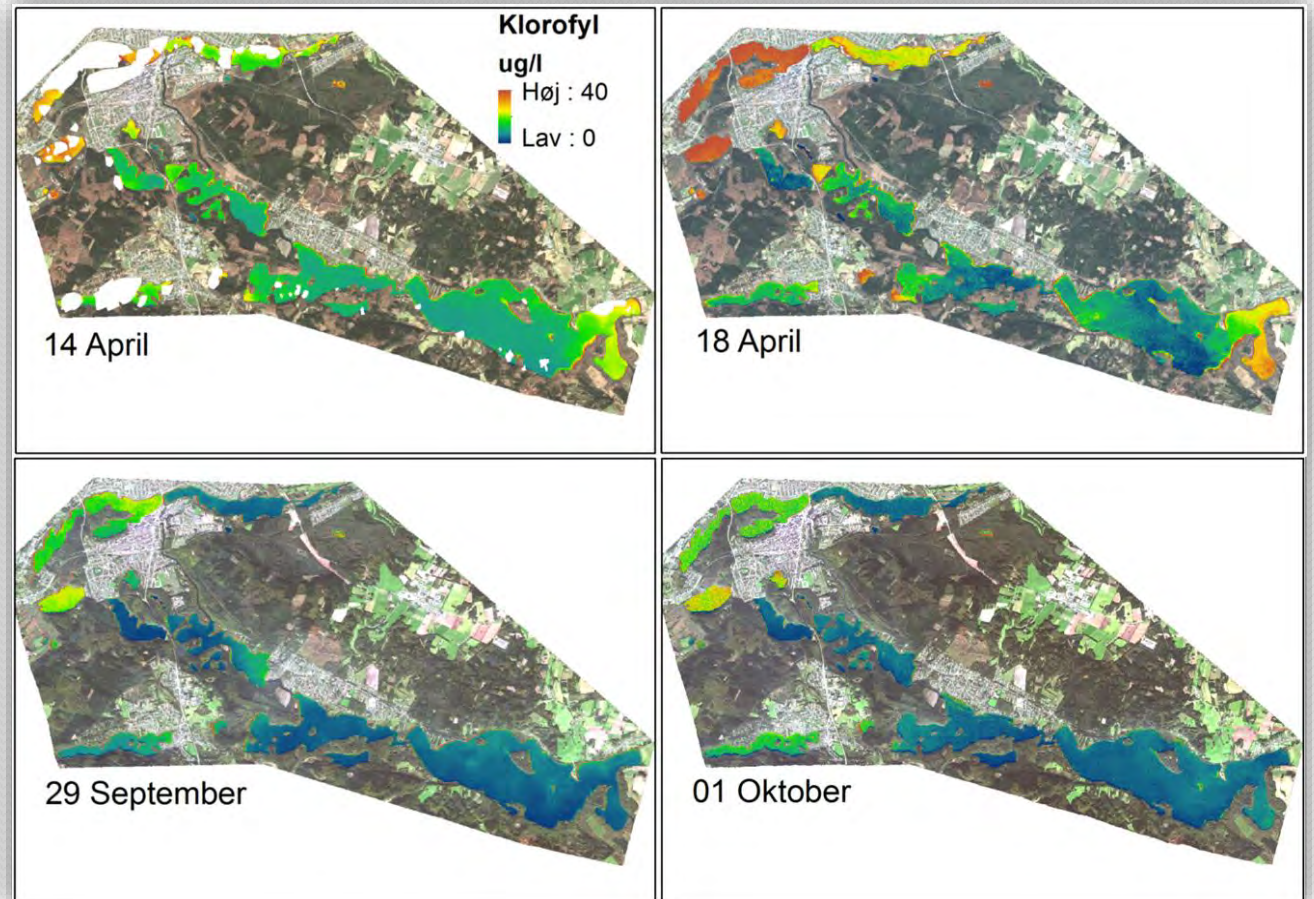 Klorofyl
ug/l
Høj : 40
Lav : 0
14 April
18 April
29 September
01 Oktober